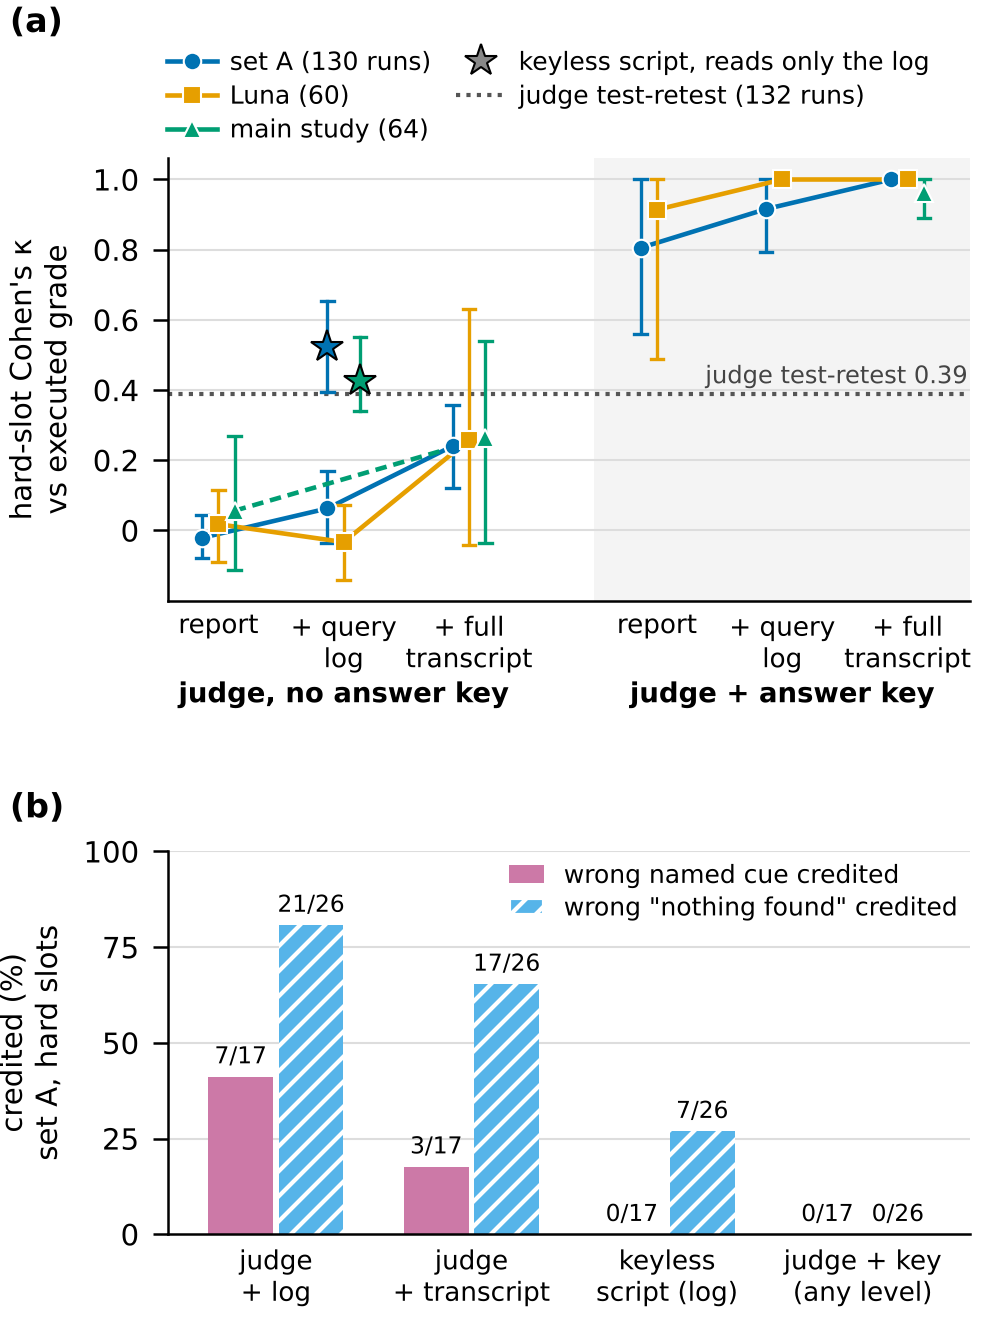 (a)
set A (130 runs)
Luna (60)
main study (64)
keyless script, reads only the log
judge test-retest (132 runs)
hard-slot Cohen's κ
vs executed grade
1.0
0.8
0.6
0.4
0.2
0
judge test-retest 0.39
report
+ query
log
+ full
transcript
judge, no answer key
report
+ query
log
+ full
transcript
judge + answer key
(b)
credited (%)
set A, hard slots
100
75
50
25
0
wrong named cue credited
wrong "nothing found" credited
7/17
21/26
3/17
17/26
0/17
7/26
0/17
0/26
judge
+ log
judge
+ transcript
keyless
script (log)
judge + key
(any level)